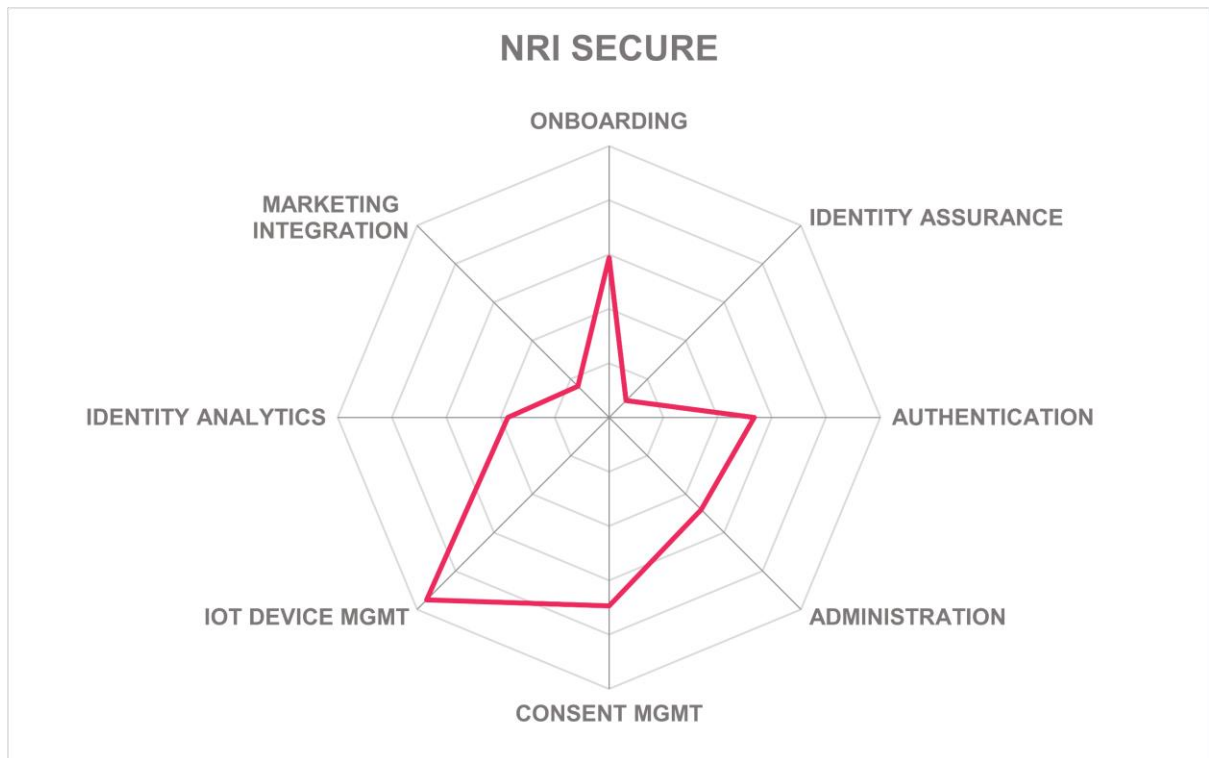 NRI SECURE
ONBOARDING
MARKETING
INTEGRATION
IDENTITY ASSURANCE
IDENTITY ANALYTICS
AUTHENTICATION
IOT DEVICE MGMT
ADMINISTRATION
CONSENT MGMT